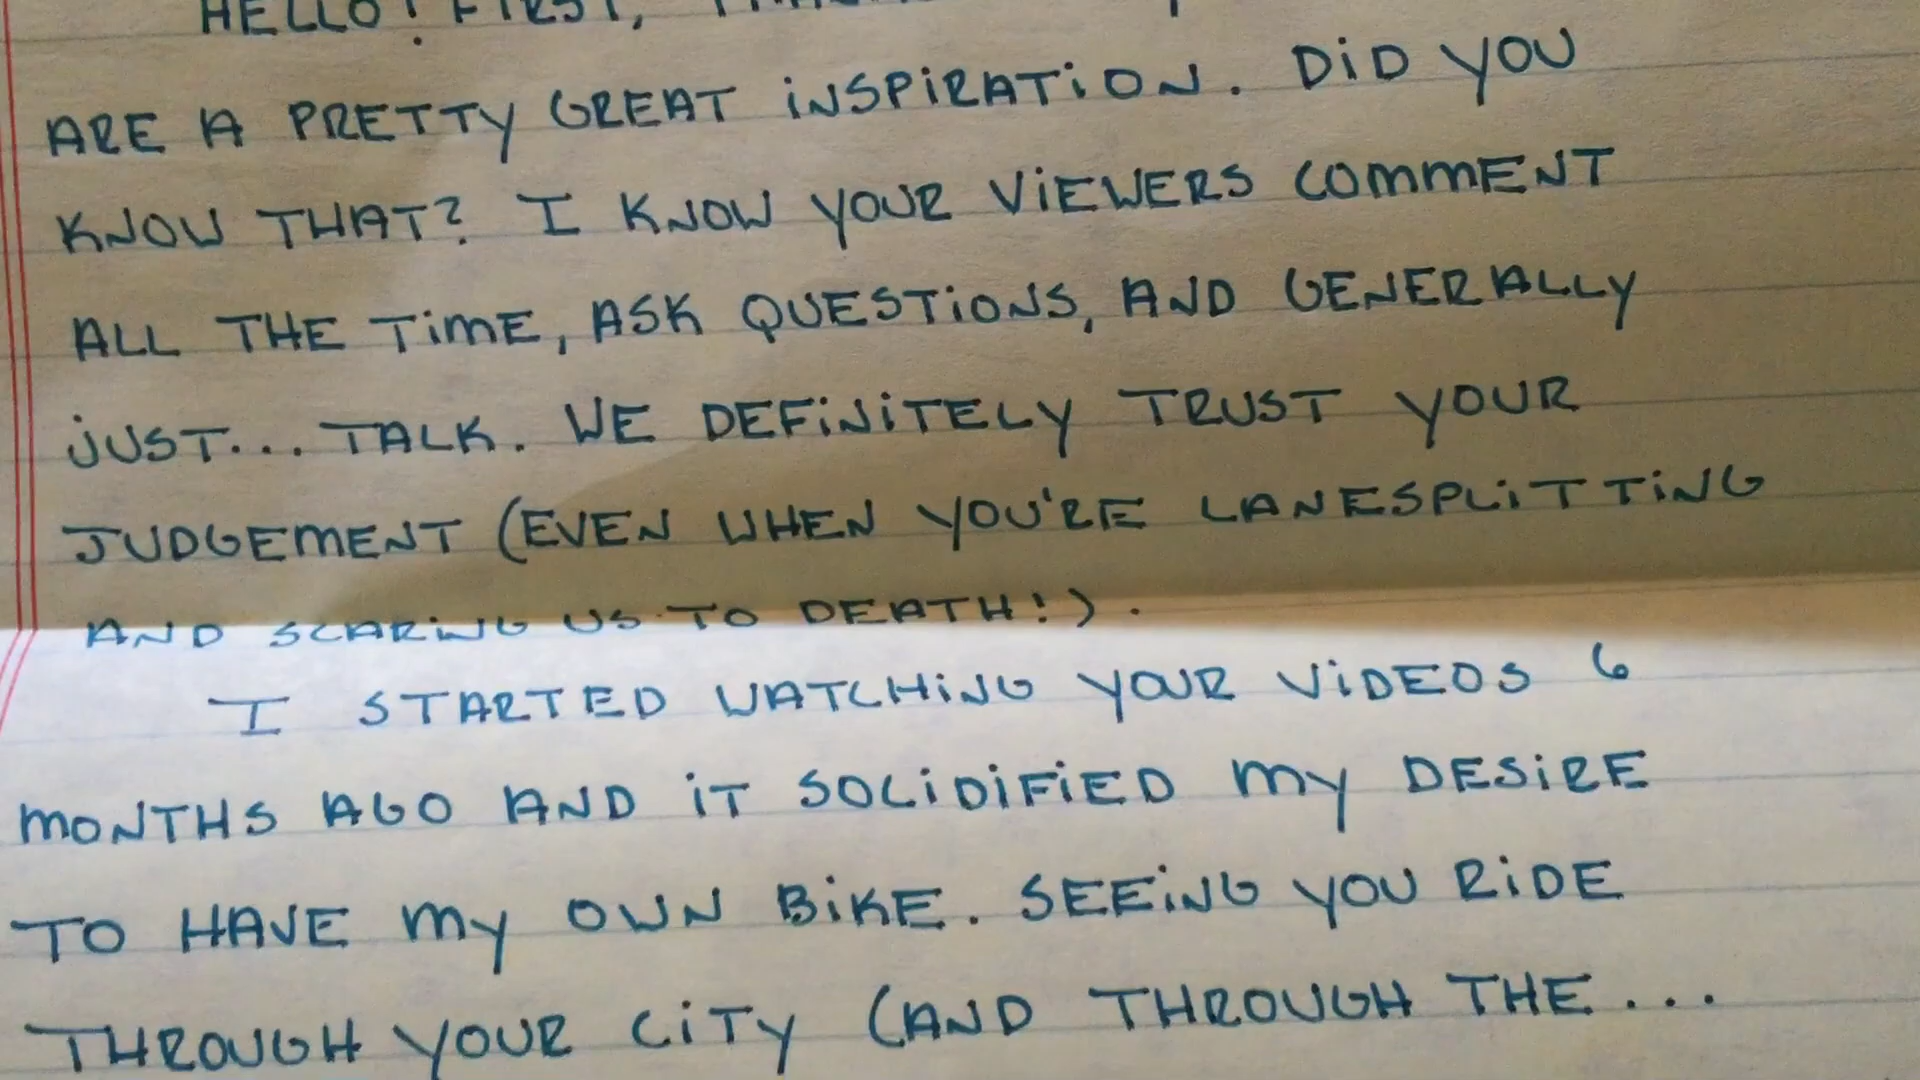 HELLO! FIRST,
ARE A PRETTY GREAT INSPIRATION. DID YOU
KNOW THAT? I KNOW YOUR VIEWERS COMMENT
ALL THE TIME, ASK QUESTIONS, AND GENERALLY
JUST... TALK. WE DEFINITELY TRUST YOUR
JUDGEMENT (EVEN WHEN YOU'RE LANESPLITTING
AND SCARING US TO DEATH!).
I STARTED WATCHING YOUR VIDEOS 6
MONTHS AGO AND IT SOLIDIFIED MY DESIRE
TO HAVE MY OWN BIKE. SEEING YOU RIDE
THROUGH YOUR CITY (AND THROUGH THE...